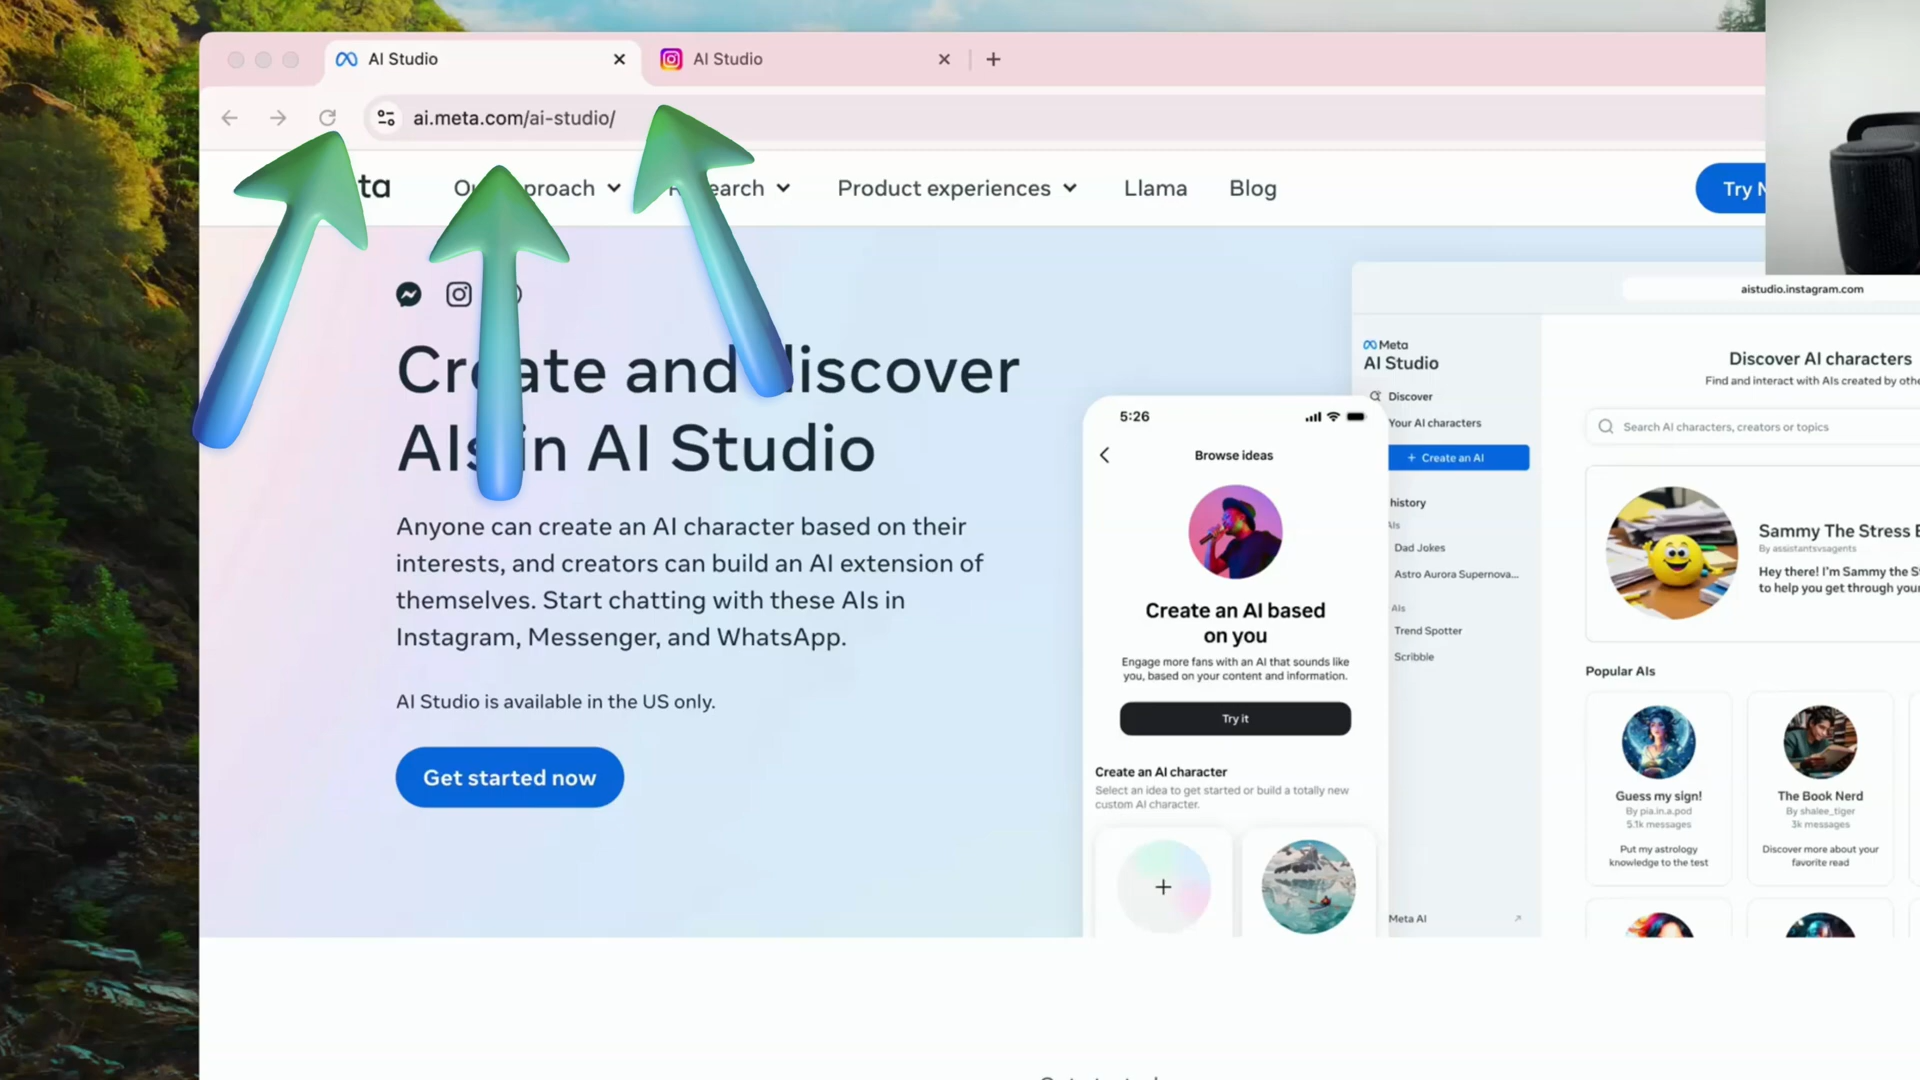 AI Studio
AI Studio
ai.meta.com/ai-studio/
Product experiences
Llama
Blog
Try
aistudio.instagram.com
Create and discover
AIs in AI Studio
Anyone can create an AI character based on their
interests, and creators can build an AI extension of
themselves. Start chatting with these AIs in
Instagram, Messenger, and WhatsApp.
AI Studio is available in the US only.
Get started now
5:26
Browse ideas
Create an AI based
on you
Engage more fans with an AI that sounds like
you, based on your content and information.
Try it
Create an AI character
Select an idea to get started or build a totally new
custom AI character.
Meta
AI Studio
Discover
Your AI characters
+ Create an AI
history
AIs
Dad Jokes
Astro Aurora Supernova...
AIs
Trend Spotter
Scribble
Meta AI
Discover AI characters
Find and interact with AIs created by
Search AI characters, creators or topics
Sammy The Stress
By assistantsvsagents
Hey there! I'm Sammy the
to help you get through your
Popular AIs
Guess my sign!
By pia.in.a.pod
5.1k messages
Put my astrology
knowledge to the test
The Book Nerd
By shalee_tiger
3k messages
Discover more about your
favorite read